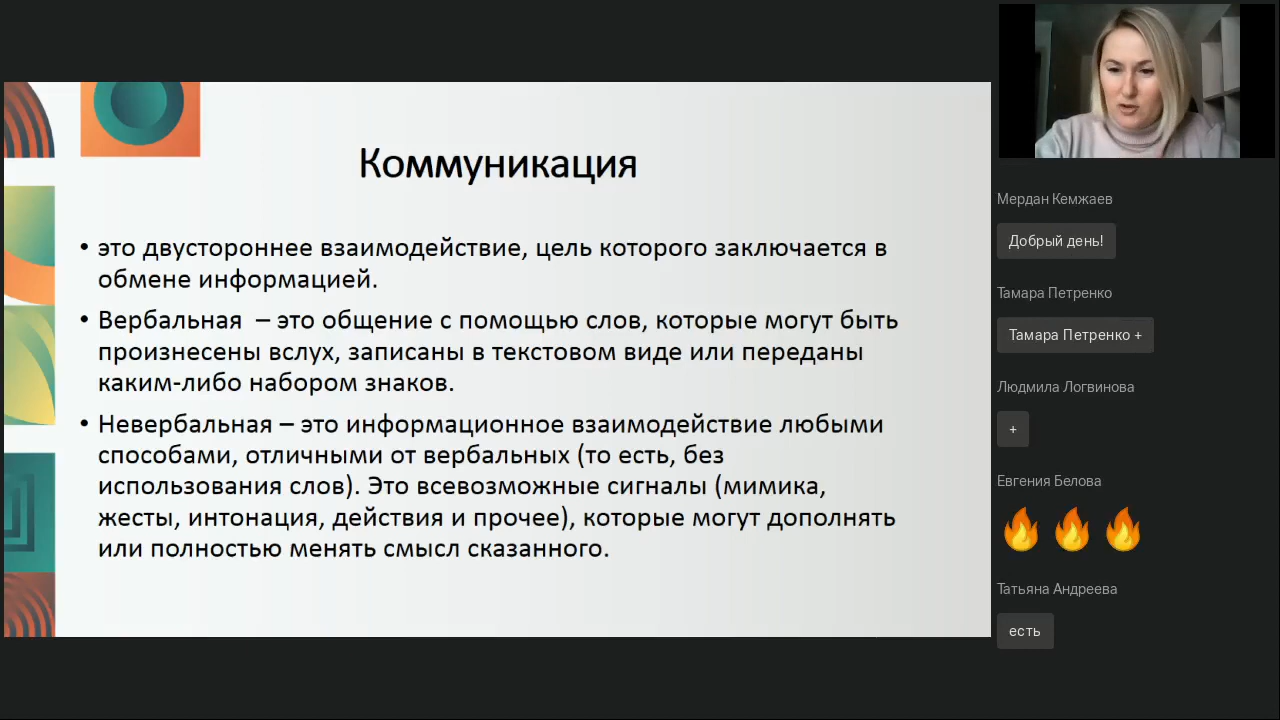 Коммуникация
• это двустороннее взаимодействие, цель которого заключается в
обмене информацией.
• Вербальная – это общение с помощью слов, которые могут быть
произнесены вслух, записаны в текстовом виде или переданы
каким-либо набором знаков.
• Невербальная – это информационное взаимодействие любыми
способами, отличными от вербальных (то есть, без
использования слов). Это всевозможные сигналы (мимика,
жесты, интонация, действия и прочее), которые могут дополнять
или полностью менять смысл сказанного.
Мердан Кемжаев
Добрый день!
Тамара Петренко
Тамара Петренко +
Людмила Логвинова
+
Евгения Белова
🔥 🔥 🔥
Татьяна Андреева
есть